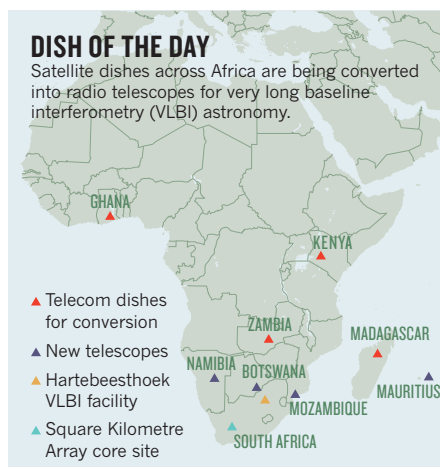 DISH OF THE DAY
Satellite dishes across Africa are being converted
into radio telescopes for very long baseline
interferometry (VLBI) astronomy.
GHANA
KENYA
Telecom dishes
for conversion
New telescopes
Hartebeesthoek
VLBI facility
Square Kilometre
Array core site
ZAMBIA
MADAGASCAR
NAMIBIA
BOTSWANA
MAURITIUS
MOZAMBIQUE
SOUTH AFRICA